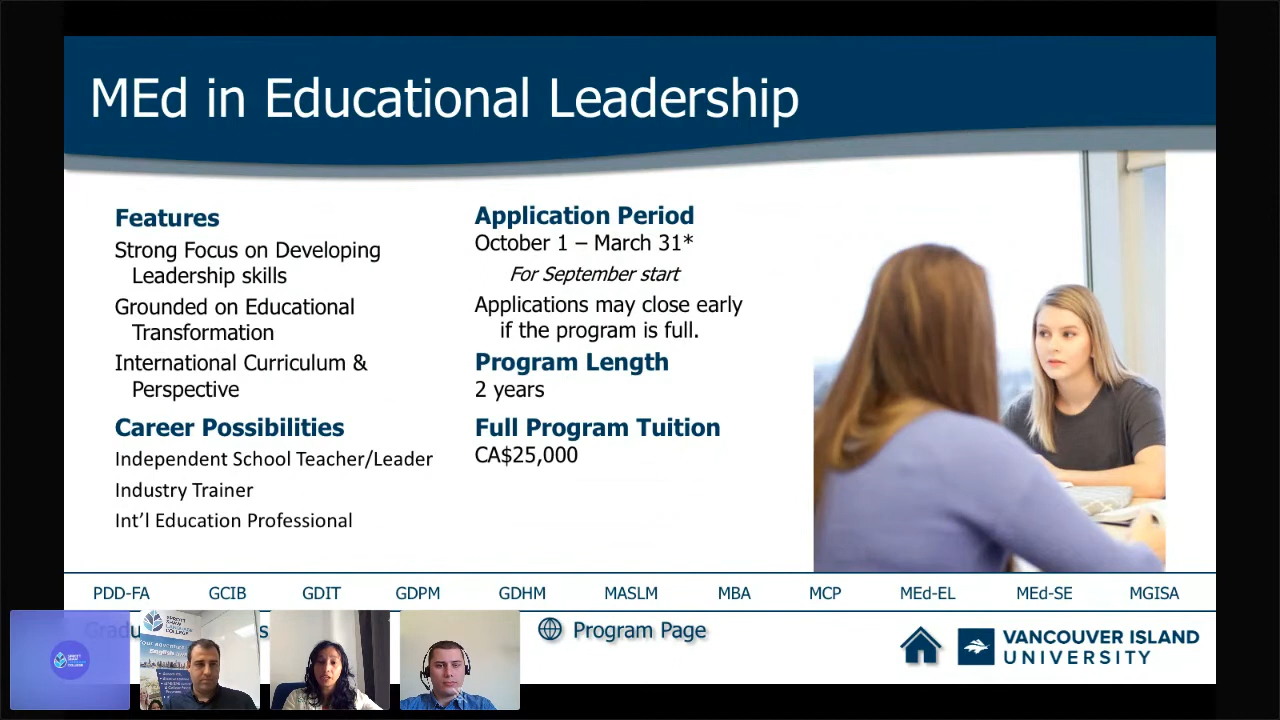 MEd in Educational Leadership
Features
Strong Focus on Developing
Leadership skills
Grounded on Educational
Transformation
International Curriculum &
Perspective
Career Possibilities
Independent School Teacher/Leader
Industry Trainer
Int'l Education Professional
Application Period
October 1 – March 31*
For September start
Applications may close early
if the program is full.
Program Length
2 years
Full Program Tuition
CA$25,000
PDD-FA GCIB GDIT GDPM GDHM MASLM MBA MCP MEd-EL MEd-SE MGISA
Program Page
VANCOUVER ISLAND
UNIVERSITY
SPROTT
SHAW
LANGUAGE
COLLEGE